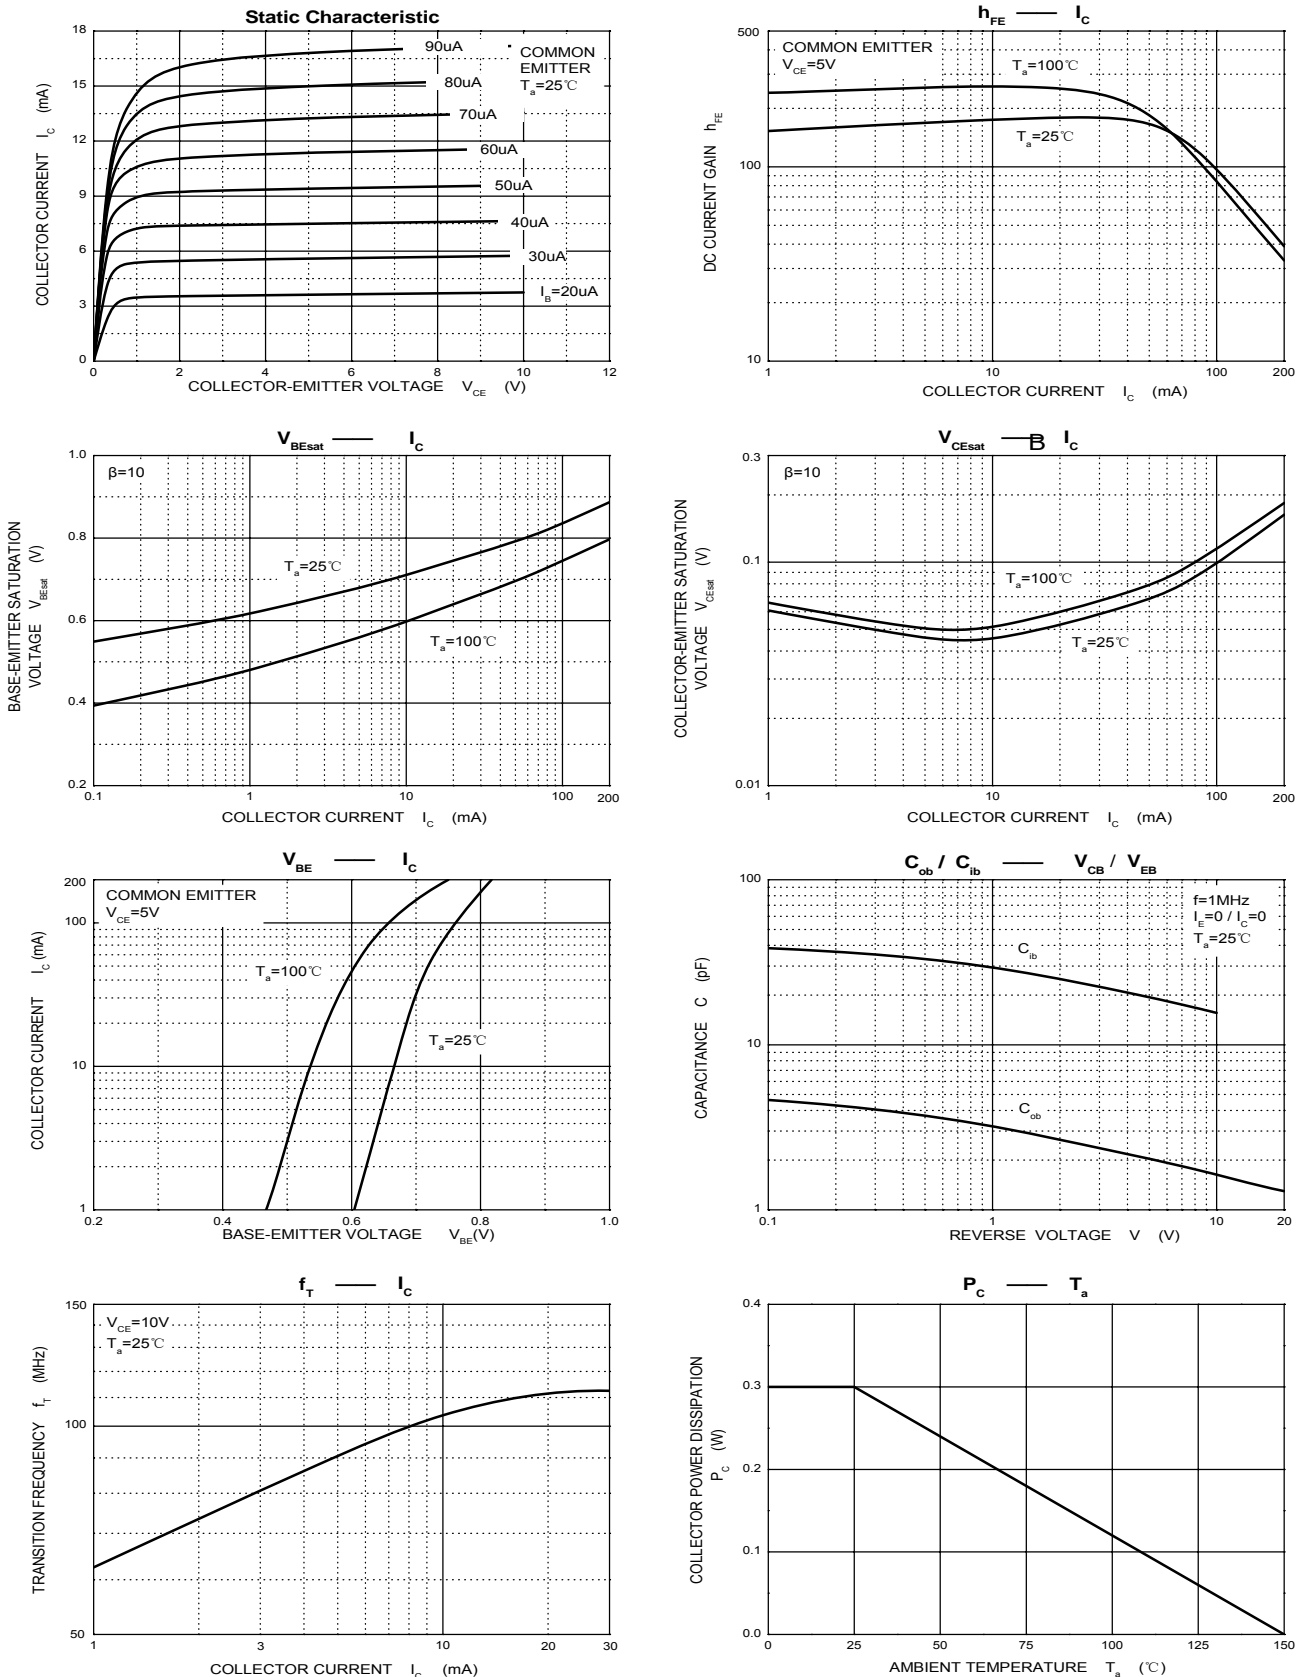 Static Characteristic
18
15
12
9
6
3
0
0 2 4 6 8 10 12
COLLECTOR CURRENT I_C (mA)
COLLECTOR-EMITTER VOLTAGE V_CE (V)
90uA
80uA
70uA
60uA
50uA
40uA
30uA
I_B=20uA
COMMON
EMITTER
T_a=25℃
h_FE —— I_C
COMMON EMITTER
V_CE=5V
T_a=100℃
T_a=25℃
500
100
10
1 10 100 200
DC CURRENT GAIN h_FE
COLLECTOR CURRENT I_C (mA)
V_BEsat —— I_C
β=10
T_a=25℃
T_a=100℃
1.0
0.8
0.6
0.4
0.2
0.1 1 10 100 200
BASE-EMITTER SATURATION
VOLTAGE V_BEsat (V)
COLLECTOR CURRENT I_C (mA)
V_CEsat —B I_C
β=10
T_a=100℃
T_a=25℃
0.3
0.1
0.01
1 10 100 200
COLLECTOR-EMITTER SATURATION
VOLTAGE V_CEsat (V)
COLLECTOR CURRENT I_C (mA)
V_BE —— I_C
COMMON EMITTER
V_CE=5V
T_a=100℃
T_a=25℃
200
100
10
1
0.2 0.4 0.6 0.8 1.0
COLLECTOR CURRENT I_C (mA)
BASE-EMITTER VOLTAGE V_BE(V)
C_ob / C_ib —— V_CB / V_EB
f=1MHz
I_E=0 / I_C=0
T_a=25℃
C_ib
C_ob
100
10
1
0.1 1 10 20
CAPACITANCE C (pF)
REVERSE VOLTAGE V (V)
f_T —— I_C
V_CE=10V
T_a=25℃
150
100
50
1 3 10 20 30
TRANSITION FREQUENCY f_T (MHz)
COLLECTOR CURRENT I_C (mA)
P_C —— T_a
0.4
0.3
0.2
0.1
0.0
0 25 50 75 100 125 150
COLLECTOR POWER DISSIPATION
P_C (W)
AMBIENT TEMPERATURE T_a (℃)